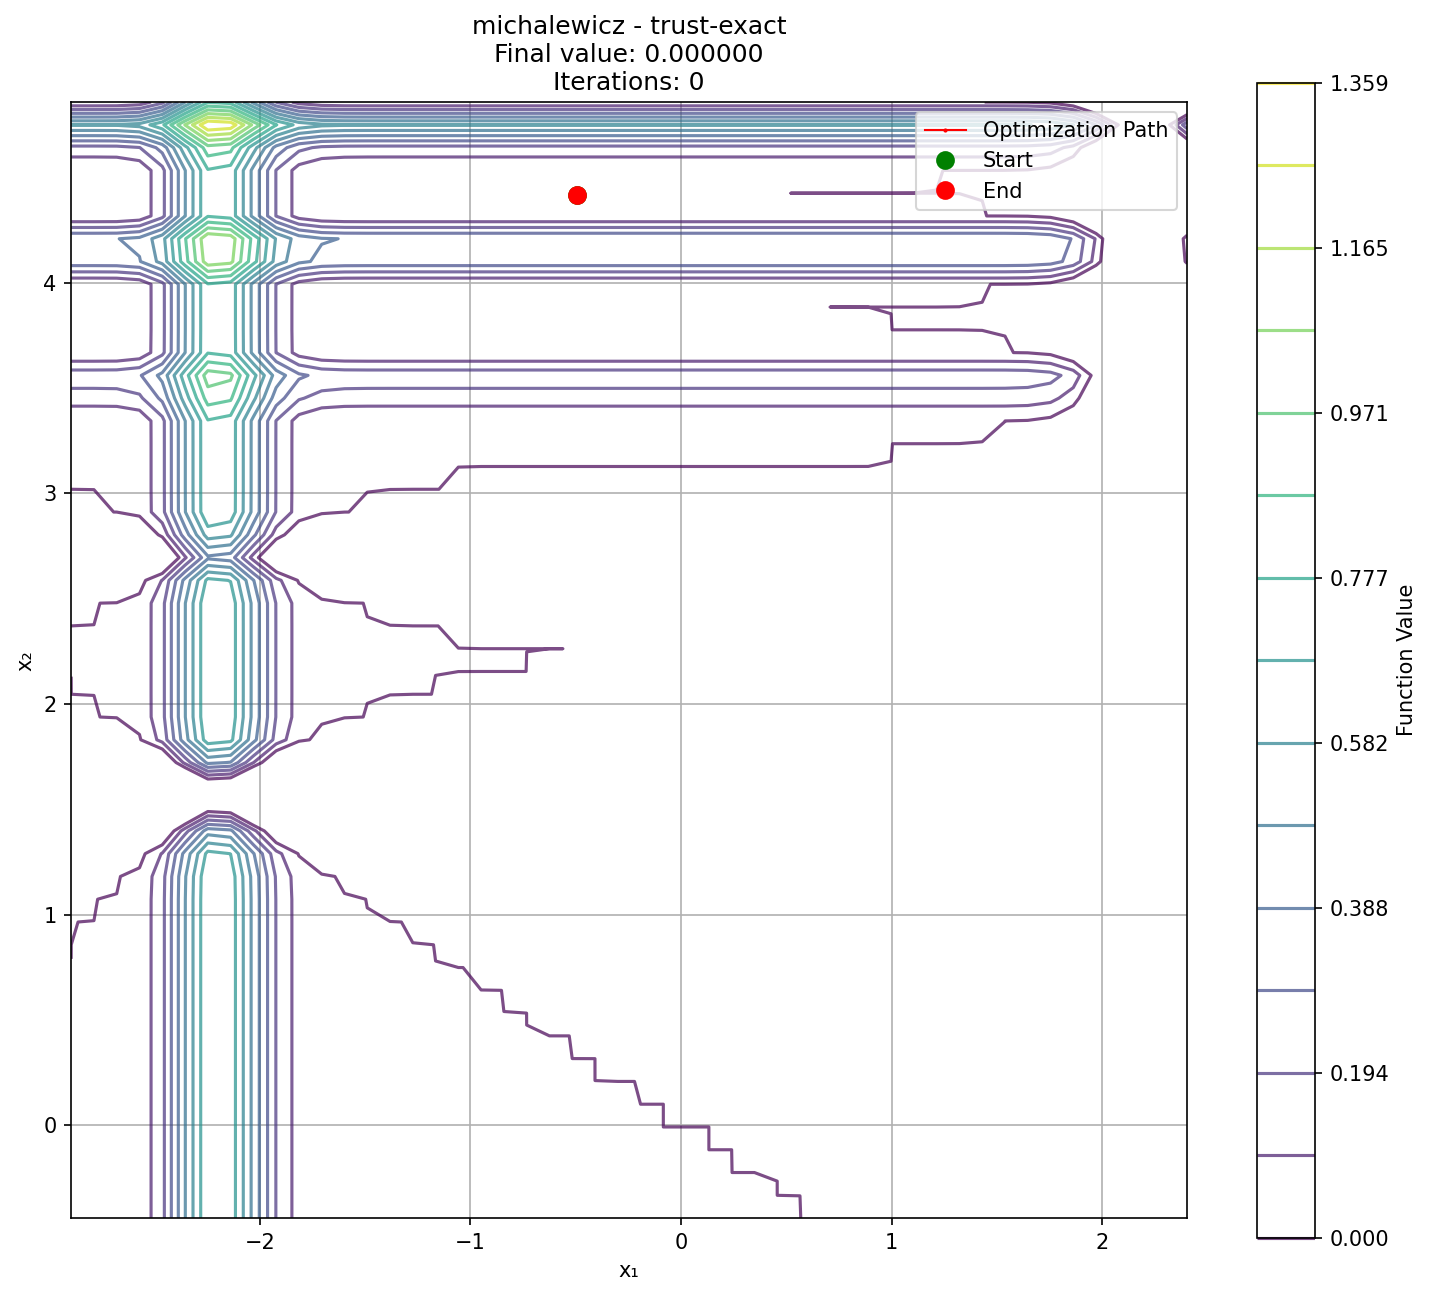 michalewicz - trust-exact
Final value: 0.000000
Iterations: 0
Optimization Path
Start
End
4
3
2
1
0
x₂
−2
−1
0
1
2
x₁
1.359
1.165
0.971
0.777
0.582
0.388
0.194
0.000
Function Value